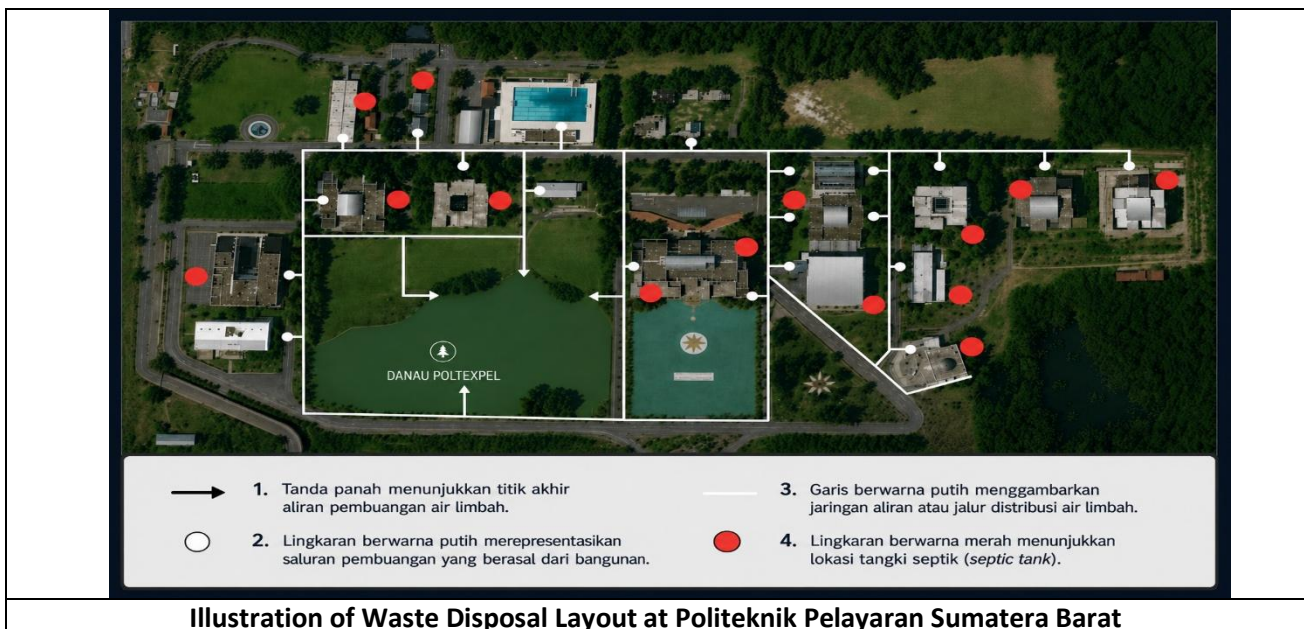 DANAU POLTEXPEL
1. Tanda panah menunjukkan titik akhir
aliran pembuangan air limbah.
2. Lingkaran berwarna putih merepresentasikan
saluran pembuangan yang berasal dari bangunan.
3. Garis berwarna putih menggambarkan
jaringan aliran atau jalur distribusi air limbah.
4. Lingkaran berwarna merah menunjukkan
lokasi tangki septik (septic tank).
Illustration of Waste Disposal Layout at Politeknik Pelayaran Sumatera Barat